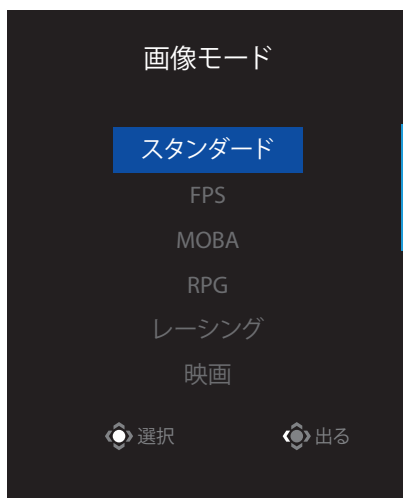 画像モード
スタンダード
FPS
MOBA
RPG
レーシング
映画
選択 出る